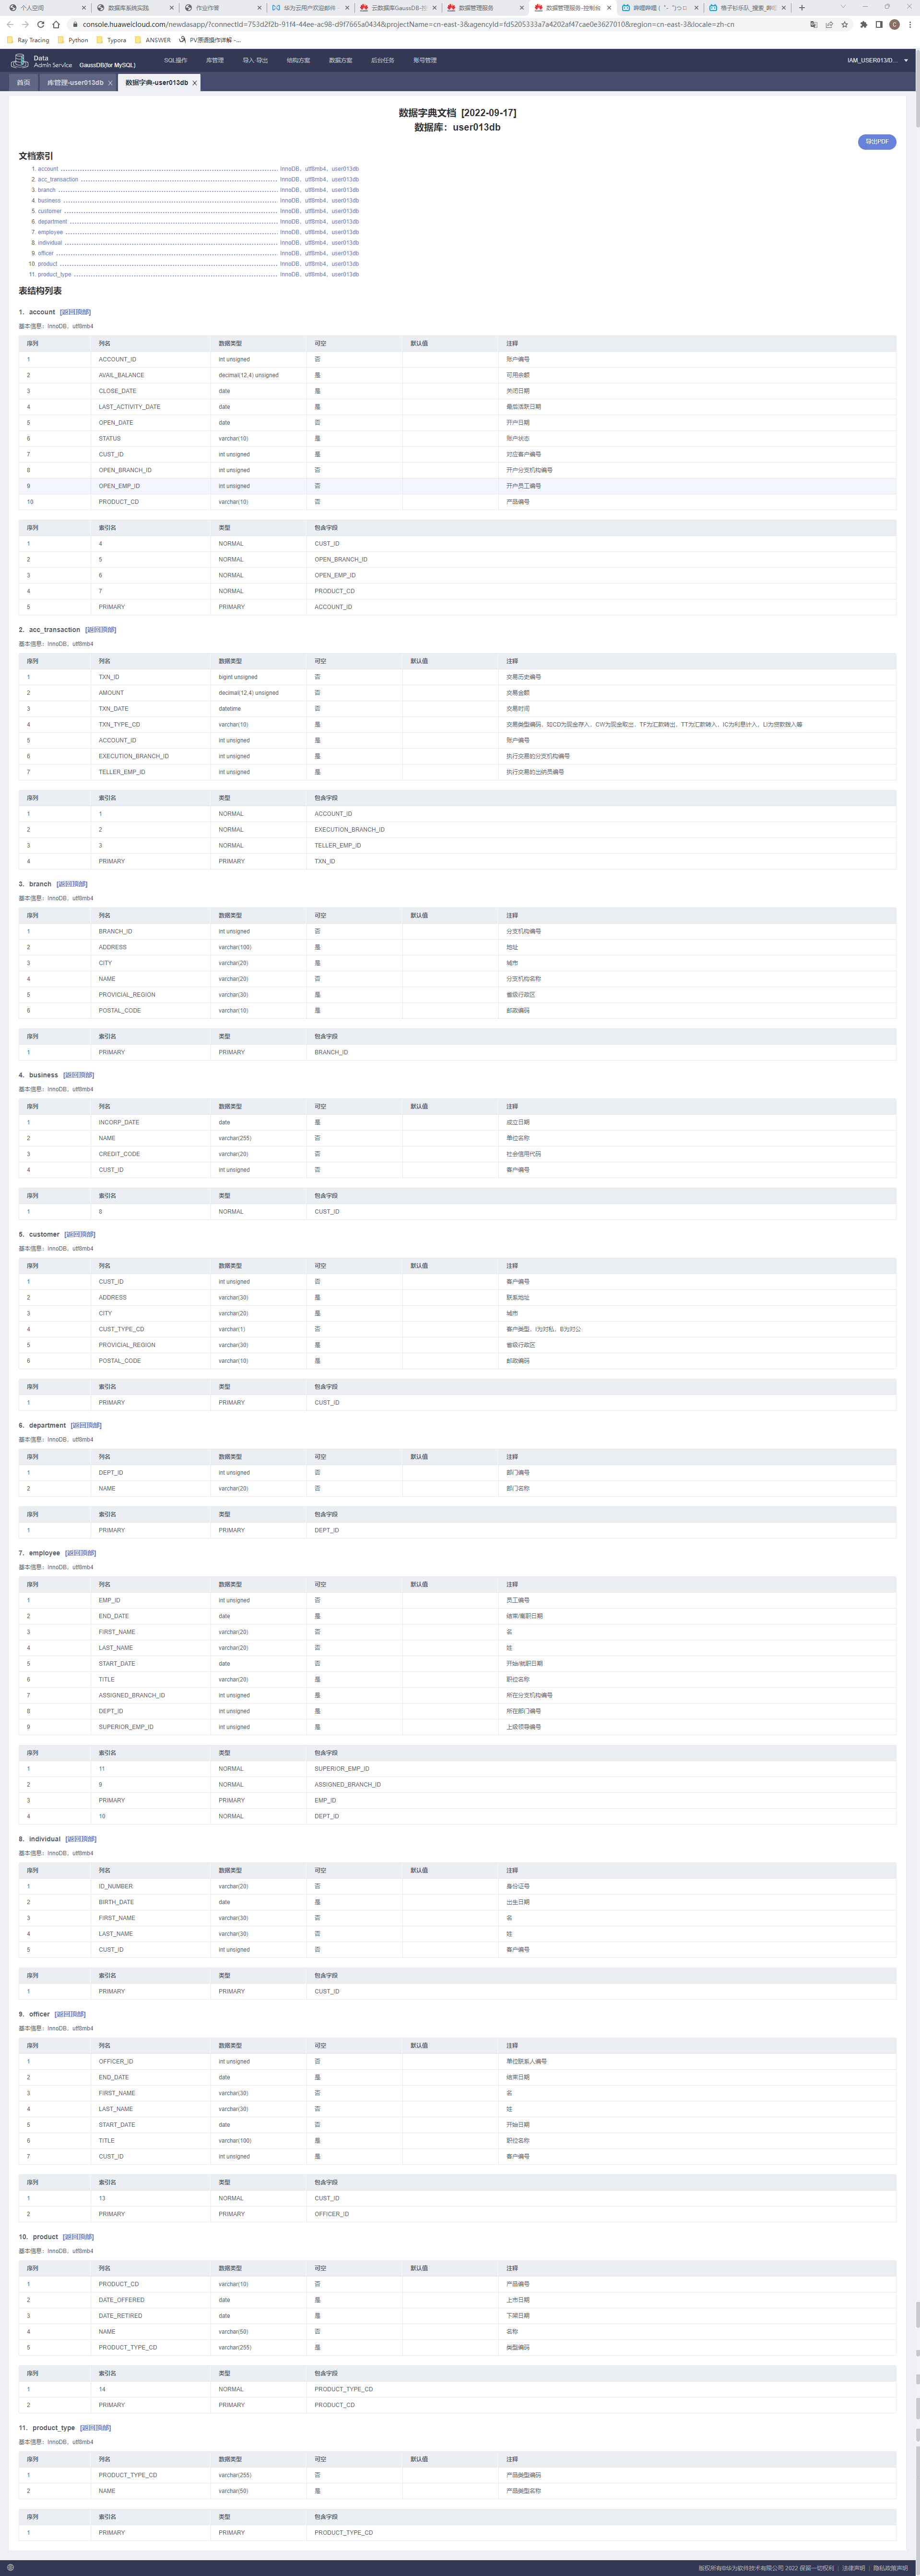 个人空间 数据库系统实践 作业作答 华为云用户欢迎邮件 云数据库GaussDB-控 数据管理服务 数据管理服务-控制台
console.huaweicloud.com/newdasapp/?connectId=753d2f2b-91f4-44ee-ac98-d9f7665a0434&projectName=cn-east-3&agencyId=fd5205333a7a4202af47cae0e3627010&region=cn-east-3&locale=zh-cn
Ray Tracing Python Typora ANSWER PV原语操作详解 -...
Data Admin Service GaussDB(for MySQL) SQL操作 库管理 导入·导出 结构方案 数据方案 后台任务 账号管理 IAM_USER013/D...
首页 库管理-user013db 数据字典-user013db
数据字典文档 [2022-09-17]
数据库：user013db
导出PDF
文档索引
1. account InnoDB、utf8mb4、user013db
2. acc_transaction InnoDB、utf8mb4、user013db
3. branch InnoDB、utf8mb4、user013db
4. business InnoDB、utf8mb4、user013db
5. customer InnoDB、utf8mb4、user013db
6. department InnoDB、utf8mb4、user013db
7. employee InnoDB、utf8mb4、user013db
8. individual InnoDB、utf8mb4、user013db
9. officer InnoDB、utf8mb4、user013db
10. product InnoDB、utf8mb4、user013db
11. product_type InnoDB、utf8mb4、user013db
表结构列表
1. account [返回顶部]
基本信息：InnoDB、utf8mb4
序列 列名 数据类型 可空 默认值 注释
1 ACCOUNT_ID int unsigned 否 账户编号
2 AVAIL_BALANCE decimal(12,4) unsigned 是 可用余额
3 CLOSE_DATE date 是 关闭日期
4 LAST_ACTIVITY_DATE date 是 最后活跃日期
5 OPEN_DATE date 否 开户日期
6 STATUS varchar(10) 是 账户状态
7 CUST_ID int unsigned 是 对应客户编号
8 OPEN_BRANCH_ID int unsigned 否 开户分支机构编号
9 OPEN_EMP_ID int unsigned 否 开户员工编号
10 PRODUCT_CD varchar(10) 否 产品编号
序列 索引名 类型 包含字段
1 4 NORMAL CUST_ID
2 5 NORMAL OPEN_BRANCH_ID
3 6 NORMAL OPEN_EMP_ID
4 7 NORMAL PRODUCT_CD
5 PRIMARY PRIMARY ACCOUNT_ID
2. acc_transaction [返回顶部]
基本信息：InnoDB、utf8mb4
序列 列名 数据类型 可空 默认值 注释
1 TXN_ID bigint unsigned 否 交易历史编号
2 AMOUNT decimal(12,4) unsigned 否 交易金额
3 TXN_DATE datetime 否 交易时间
4 TXN_TYPE_CD varchar(10) 是 交易类型编码，如CD为现金存入、CW为现金取出、TF为汇款转出、TT为汇款转入、IC为利息计入、LI为贷款拨入等
5 ACCOUNT_ID int unsigned 是 账户编号
6 EXECUTION_BRANCH_ID int unsigned 是 执行交易的分支机构编号
7 TELLER_EMP_ID int unsigned 是 执行交易的出纳员编号
序列 索引名 类型 包含字段
1 1 NORMAL ACCOUNT_ID
2 2 NORMAL EXECUTION_BRANCH_ID
3 3 NORMAL TELLER_EMP_ID
4 PRIMARY PRIMARY TXN_ID
3. branch [返回顶部]
基本信息：InnoDB、utf8mb4
序列 列名 数据类型 可空 默认值 注释
1 BRANCH_ID int unsigned 否 分支机构编号
2 ADDRESS varchar(100) 是 地址
3 CITY varchar(20) 是 城市
4 NAME varchar(20) 否 分支机构名称
5 PROVICIAL_REGION varchar(30) 是 省级行政区
6 POSTAL_CODE varchar(10) 是 邮政编码
序列 索引名 类型 包含字段
1 PRIMARY PRIMARY BRANCH_ID
4. business [返回顶部]
基本信息：InnoDB、utf8mb4
序列 列名 数据类型 可空 默认值 注释
1 INCORP_DATE date 是 成立日期
2 NAME varchar(255) 否 单位名称
3 CREDIT_CODE varchar(20) 否 社会信用代码
4 CUST_ID int unsigned 否 客户编号
序列 索引名 类型 包含字段
1 8 NORMAL CUST_ID
5. customer [返回顶部]
基本信息：InnoDB、utf8mb4
序列 列名 数据类型 可空 默认值 注释
1 CUST_ID int unsigned 否 客户编号
2 ADDRESS varchar(30) 是 联系地址
3 CITY varchar(20) 是 城市
4 CUST_TYPE_CD varchar(1) 否 客户类型，I为对私，B为对公
5 PROVICIAL_REGION varchar(30) 是 省级行政区
6 POSTAL_CODE varchar(10) 是 邮政编码
序列 索引名 类型 包含字段
1 PRIMARY PRIMARY CUST_ID
6. department [返回顶部]
基本信息：InnoDB、utf8mb4
序列 列名 数据类型 可空 默认值 注释
1 DEPT_ID int unsigned 否 部门编号
2 NAME varchar(20) 否 部门名称
序列 索引名 类型 包含字段
1 PRIMARY PRIMARY DEPT_ID
7. employee [返回顶部]
基本信息：InnoDB、utf8mb4
序列 列名 数据类型 可空 默认值 注释
1 EMP_ID int unsigned 否 员工编号
2 END_DATE date 是 结束/离职日期
3 FIRST_NAME varchar(20) 否 名
4 LAST_NAME varchar(20) 否 姓
5 START_DATE date 否 开始/就职日期
6 TITLE varchar(20) 是 职位名称
7 ASSIGNED_BRANCH_ID int unsigned 是 所在分支机构编号
8 DEPT_ID int unsigned 是 所在部门编号
9 SUPERIOR_EMP_ID int unsigned 是 上级领导编号
序列 索引名 类型 包含字段
1 11 NORMAL SUPERIOR_EMP_ID
2 9 NORMAL ASSIGNED_BRANCH_ID
3 PRIMARY PRIMARY EMP_ID
4 10 NORMAL DEPT_ID
8. individual [返回顶部]
基本信息：InnoDB、utf8mb4
序列 列名 数据类型 可空 默认值 注释
1 ID_NUMBER varchar(20) 否 身份证号
2 BIRTH_DATE date 是 出生日期
3 FIRST_NAME varchar(30) 否 名
4 LAST_NAME varchar(30) 否 姓
5 CUST_ID int unsigned 否 客户编号
序列 索引名 类型 包含字段
1 PRIMARY PRIMARY CUST_ID
9. officer [返回顶部]
基本信息：InnoDB、utf8mb4
序列 列名 数据类型 可空 默认值 注释
1 OFFICER_ID int unsigned 否 单位联系人编号
2 END_DATE date 是 结束日期
3 FIRST_NAME varchar(30) 否 名
4 LAST_NAME varchar(30) 否 姓
5 START_DATE date 否 开始日期
6 TITLE varchar(100) 是 职位名称
7 CUST_ID int unsigned 是 客户编号
序列 索引名 类型 包含字段
1 13 NORMAL CUST_ID
2 PRIMARY PRIMARY OFFICER_ID
10. product [返回顶部]
基本信息：InnoDB、utf8mb4
序列 列名 数据类型 可空 默认值 注释
1 PRODUCT_CD varchar(10) 否 产品编号
2 DATE_OFFERED date 是 上市日期
3 DATE_RETIRED date 是 下架日期
4 NAME varchar(50) 否 名称
5 PRODUCT_TYPE_CD varchar(255) 是 类型编码
序列 索引名 类型 包含字段
1 14 NORMAL PRODUCT_TYPE_CD
2 PRIMARY PRIMARY PRODUCT_CD
11. product_type [返回顶部]
基本信息：InnoDB、utf8mb4
序列 列名 数据类型 可空 默认值 注释
1 PRODUCT_TYPE_CD varchar(255) 否 产品类型编码
2 NAME varchar(50) 是 产品类型名称
序列 索引名 类型 包含字段
1 PRIMARY PRIMARY PRODUCT_TYPE_CD
版权所有©华为软件技术有限公司 2022 保留一切权利 | 法律声明 | 隐私政策声明